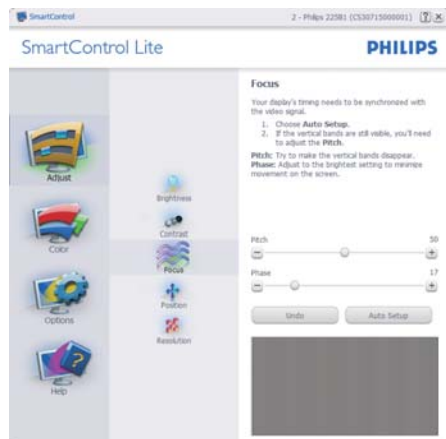 SmartControl
2 - Philips 225B1 (CS30715000001)
SmartControl Lite
PHILIPS
Adjust
Color
Options
Help
Brightness
Contrast
Focus
Position
Resolution
Focus
Your display's timing needs to be synchronized with
the video signal.
1. Choose Auto Setup.
2. If the vertical bands are still visible, you'll need
to adjust the Pitch.
Pitch: Try to make the vertical bands disappear.
Phase: Adjust to the brightest setting to minimize
movement on the screen.
Pitch 50
Phase 17
Undo
Auto Setup